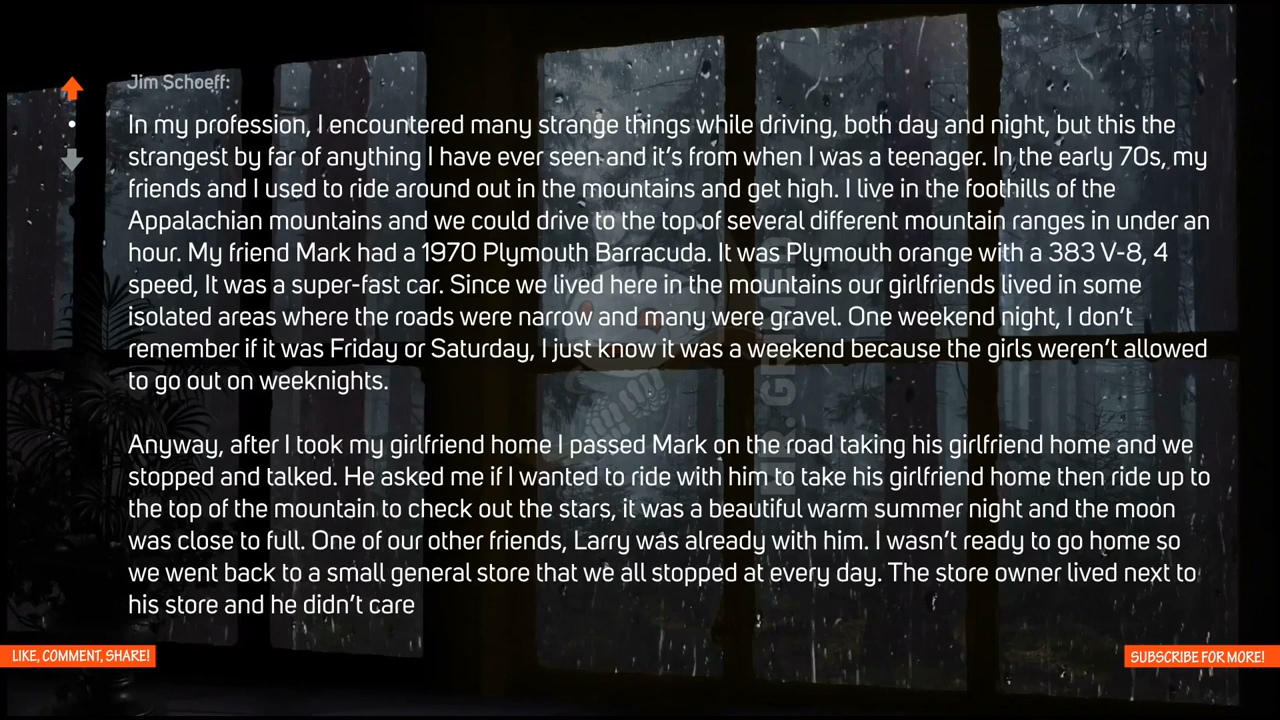 Jim Schoeff:
In my profession, I encountered many strange things while driving, both day and night, but this the
strangest by far of anything I have ever seen and it's from when I was a teenager. In the early 70s, my
friends and I used to ride around out in the mountains and get high. I live in the foothills of the
Appalachian mountains and we could drive to the top of several different mountain ranges in under an
hour. My friend Mark had a 1970 Plymouth Barracuda. It was Plymouth orange with a 383 V-8, 4
speed, It was a super-fast car. Since we lived here in the mountains our girlfriends lived in some
isolated areas where the roads were narrow and many were gravel. One weekend night, I don't
remember if it was Friday or Saturday, I just know it was a weekend because the girls weren't allowed
to go out on weeknights.
Anyway, after I took my girlfriend home I passed Mark on the road taking his girlfriend home and we
stopped and talked. He asked me if I wanted to ride with him to take his girlfriend home then ride up to
the top of the mountain to check out the stars, it was a beautiful warm summer night and the moon
was close to full. One of our other friends, Larry was already with him. I wasn't ready to go home so
we went back to a small general store that we all stopped at every day. The store owner lived next to
his store and he didn't care
LIKE, COMMENT, SHARE!
SUBSCRIBE FOR MORE!